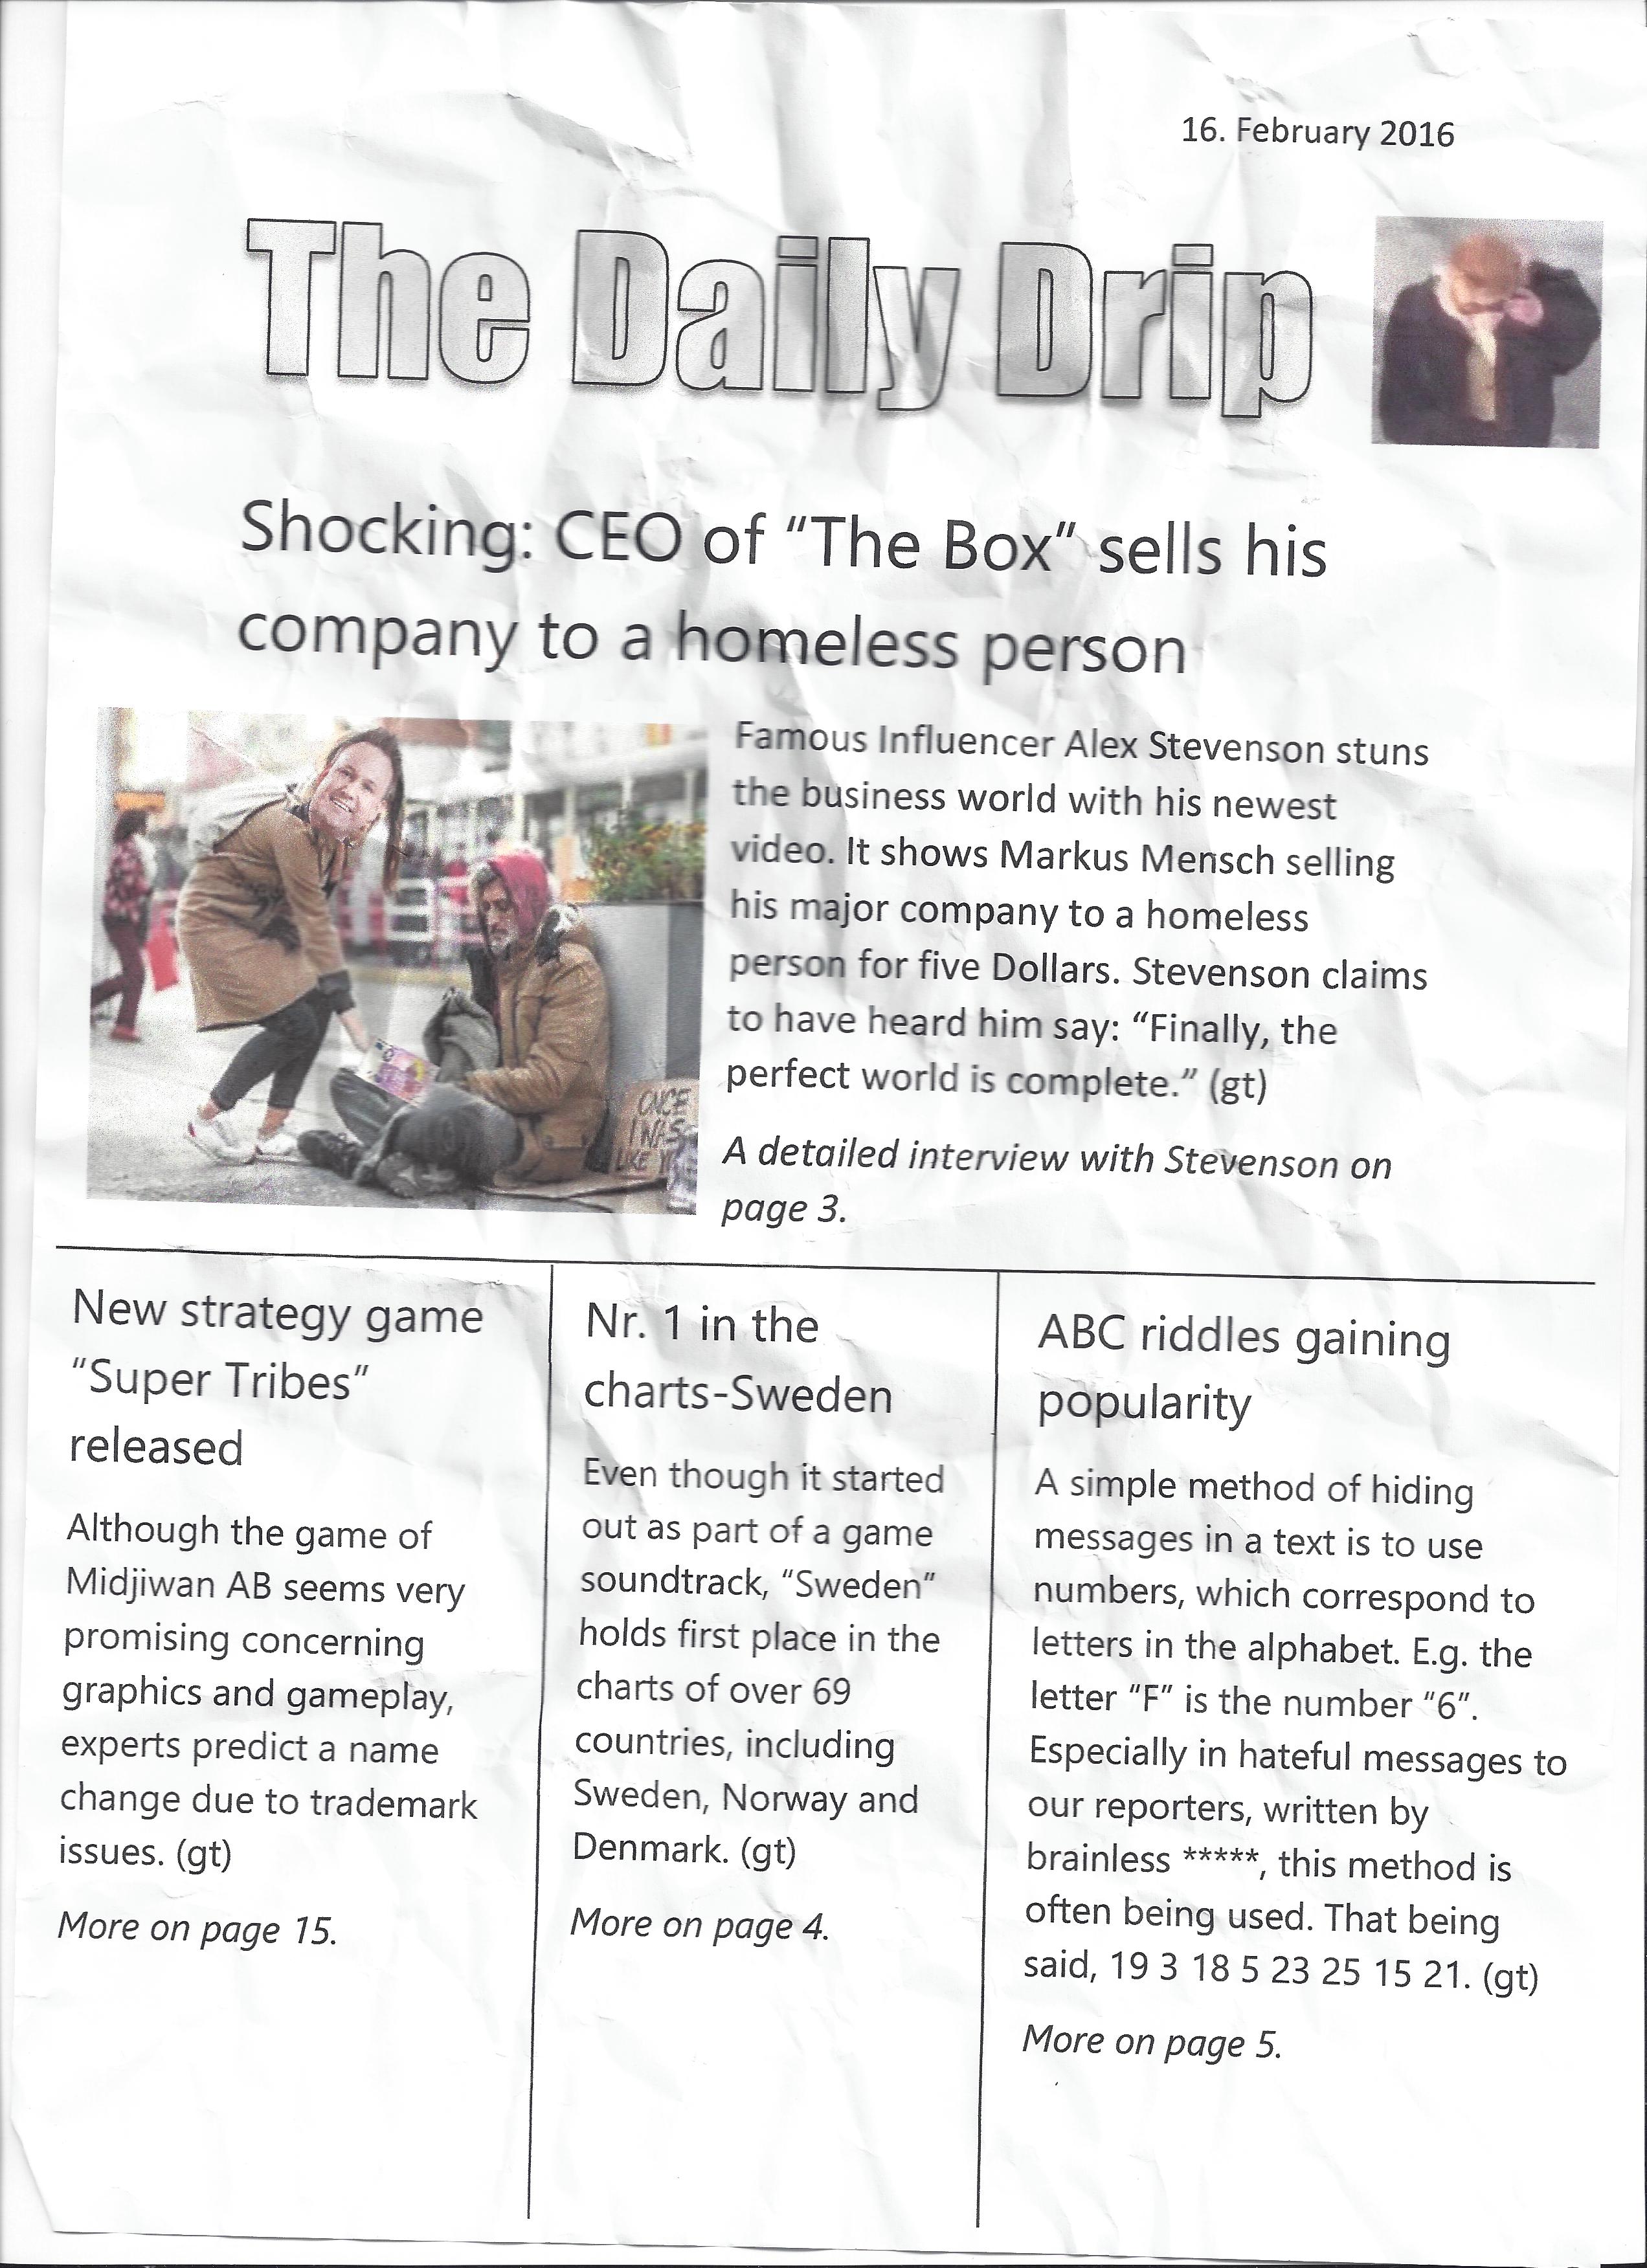 16. February 2016
The Daily Drip
Shocking: CEO of “The Box” sells his
company to a homeless person
Famous Influencer Alex Stevenson stuns
the business world with his newest
video. It shows Markus Mensch selling
his major company to a homeless
person for five Dollars. Stevenson claims
to have heard him say: “Finally, the
perfect world is complete.” (gt)
A detailed interview with Stevenson on
page 3.
ONCE
I WAS
LIKE
New strategy game
“Super Tribes”
released
Although the game of
Midjiwan AB seems very
promising concerning
graphics and gameplay,
experts predict a name
change due to trademark
issues. (gt)
More on page 15.
Nr. 1 in the
charts-Sweden
Even though it started
out as part of a game
soundtrack, “Sweden”
holds first place in the
charts of over 69
countries, including
Sweden, Norway and
Denmark. (gt)
More on page 4.
ABC riddles gaining
popularity
A simple method of hiding
messages in a text is to use
numbers, which correspond to
letters in the alphabet. E.g. the
letter “F” is the number “6”.
Especially in hateful messages to
our reporters, written by
brainless *****, this method is
often being used. That being
said, 19 3 18 5 23 25 15 21. (gt)
More on page 5.